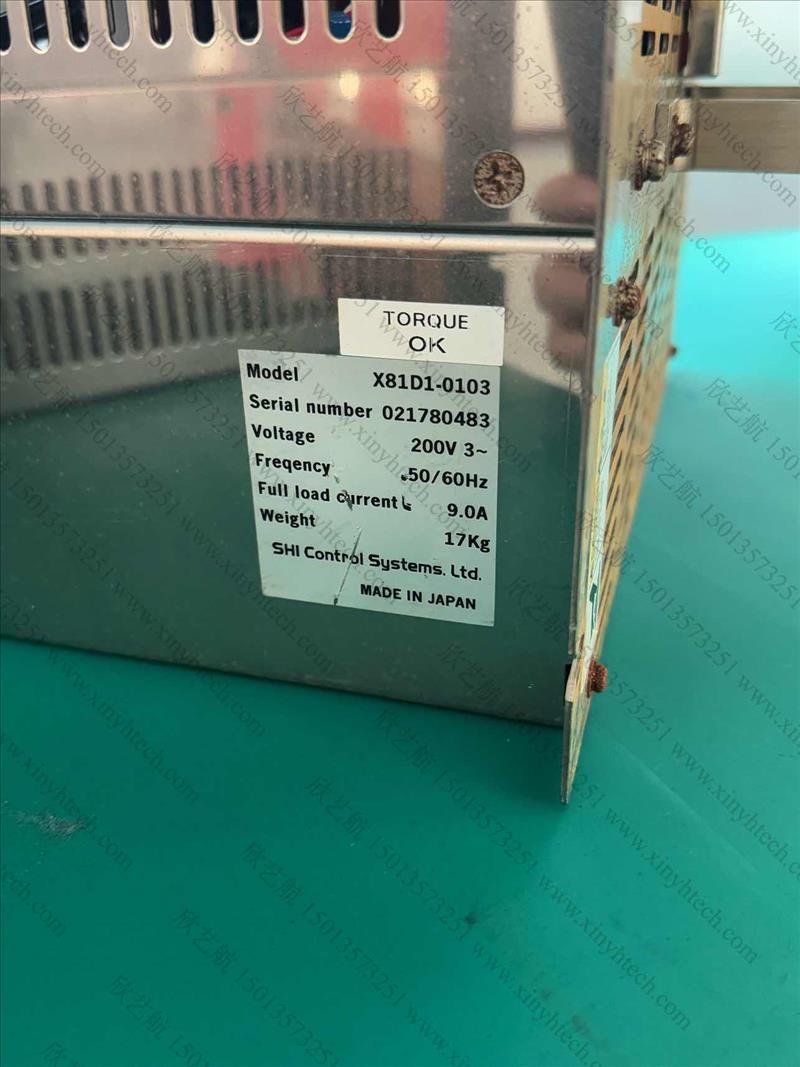 TORQUE
OK
Model X81D1-0103
Serial number 021780483
Voltage 200V 3~
Freqency 50/60Hz
Full load current 9.0A
Weight 17Kg
SHI Control Systems. Ltd.
MADE IN JAPAN
欣艺航 15013573251 www.xinyhtech.com